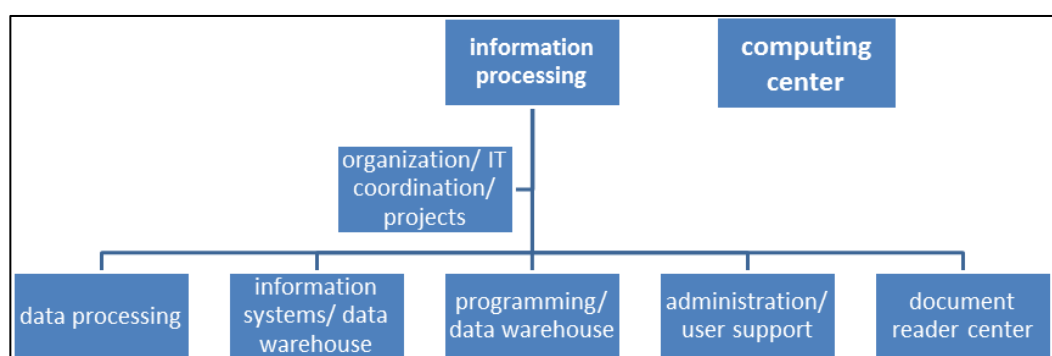 information
processing
computing
center
organization/ IT
coordination/
projects
data processing
information
systems/ data
warehouse
programming/
data warehouse
administration/
user support
document
reader center